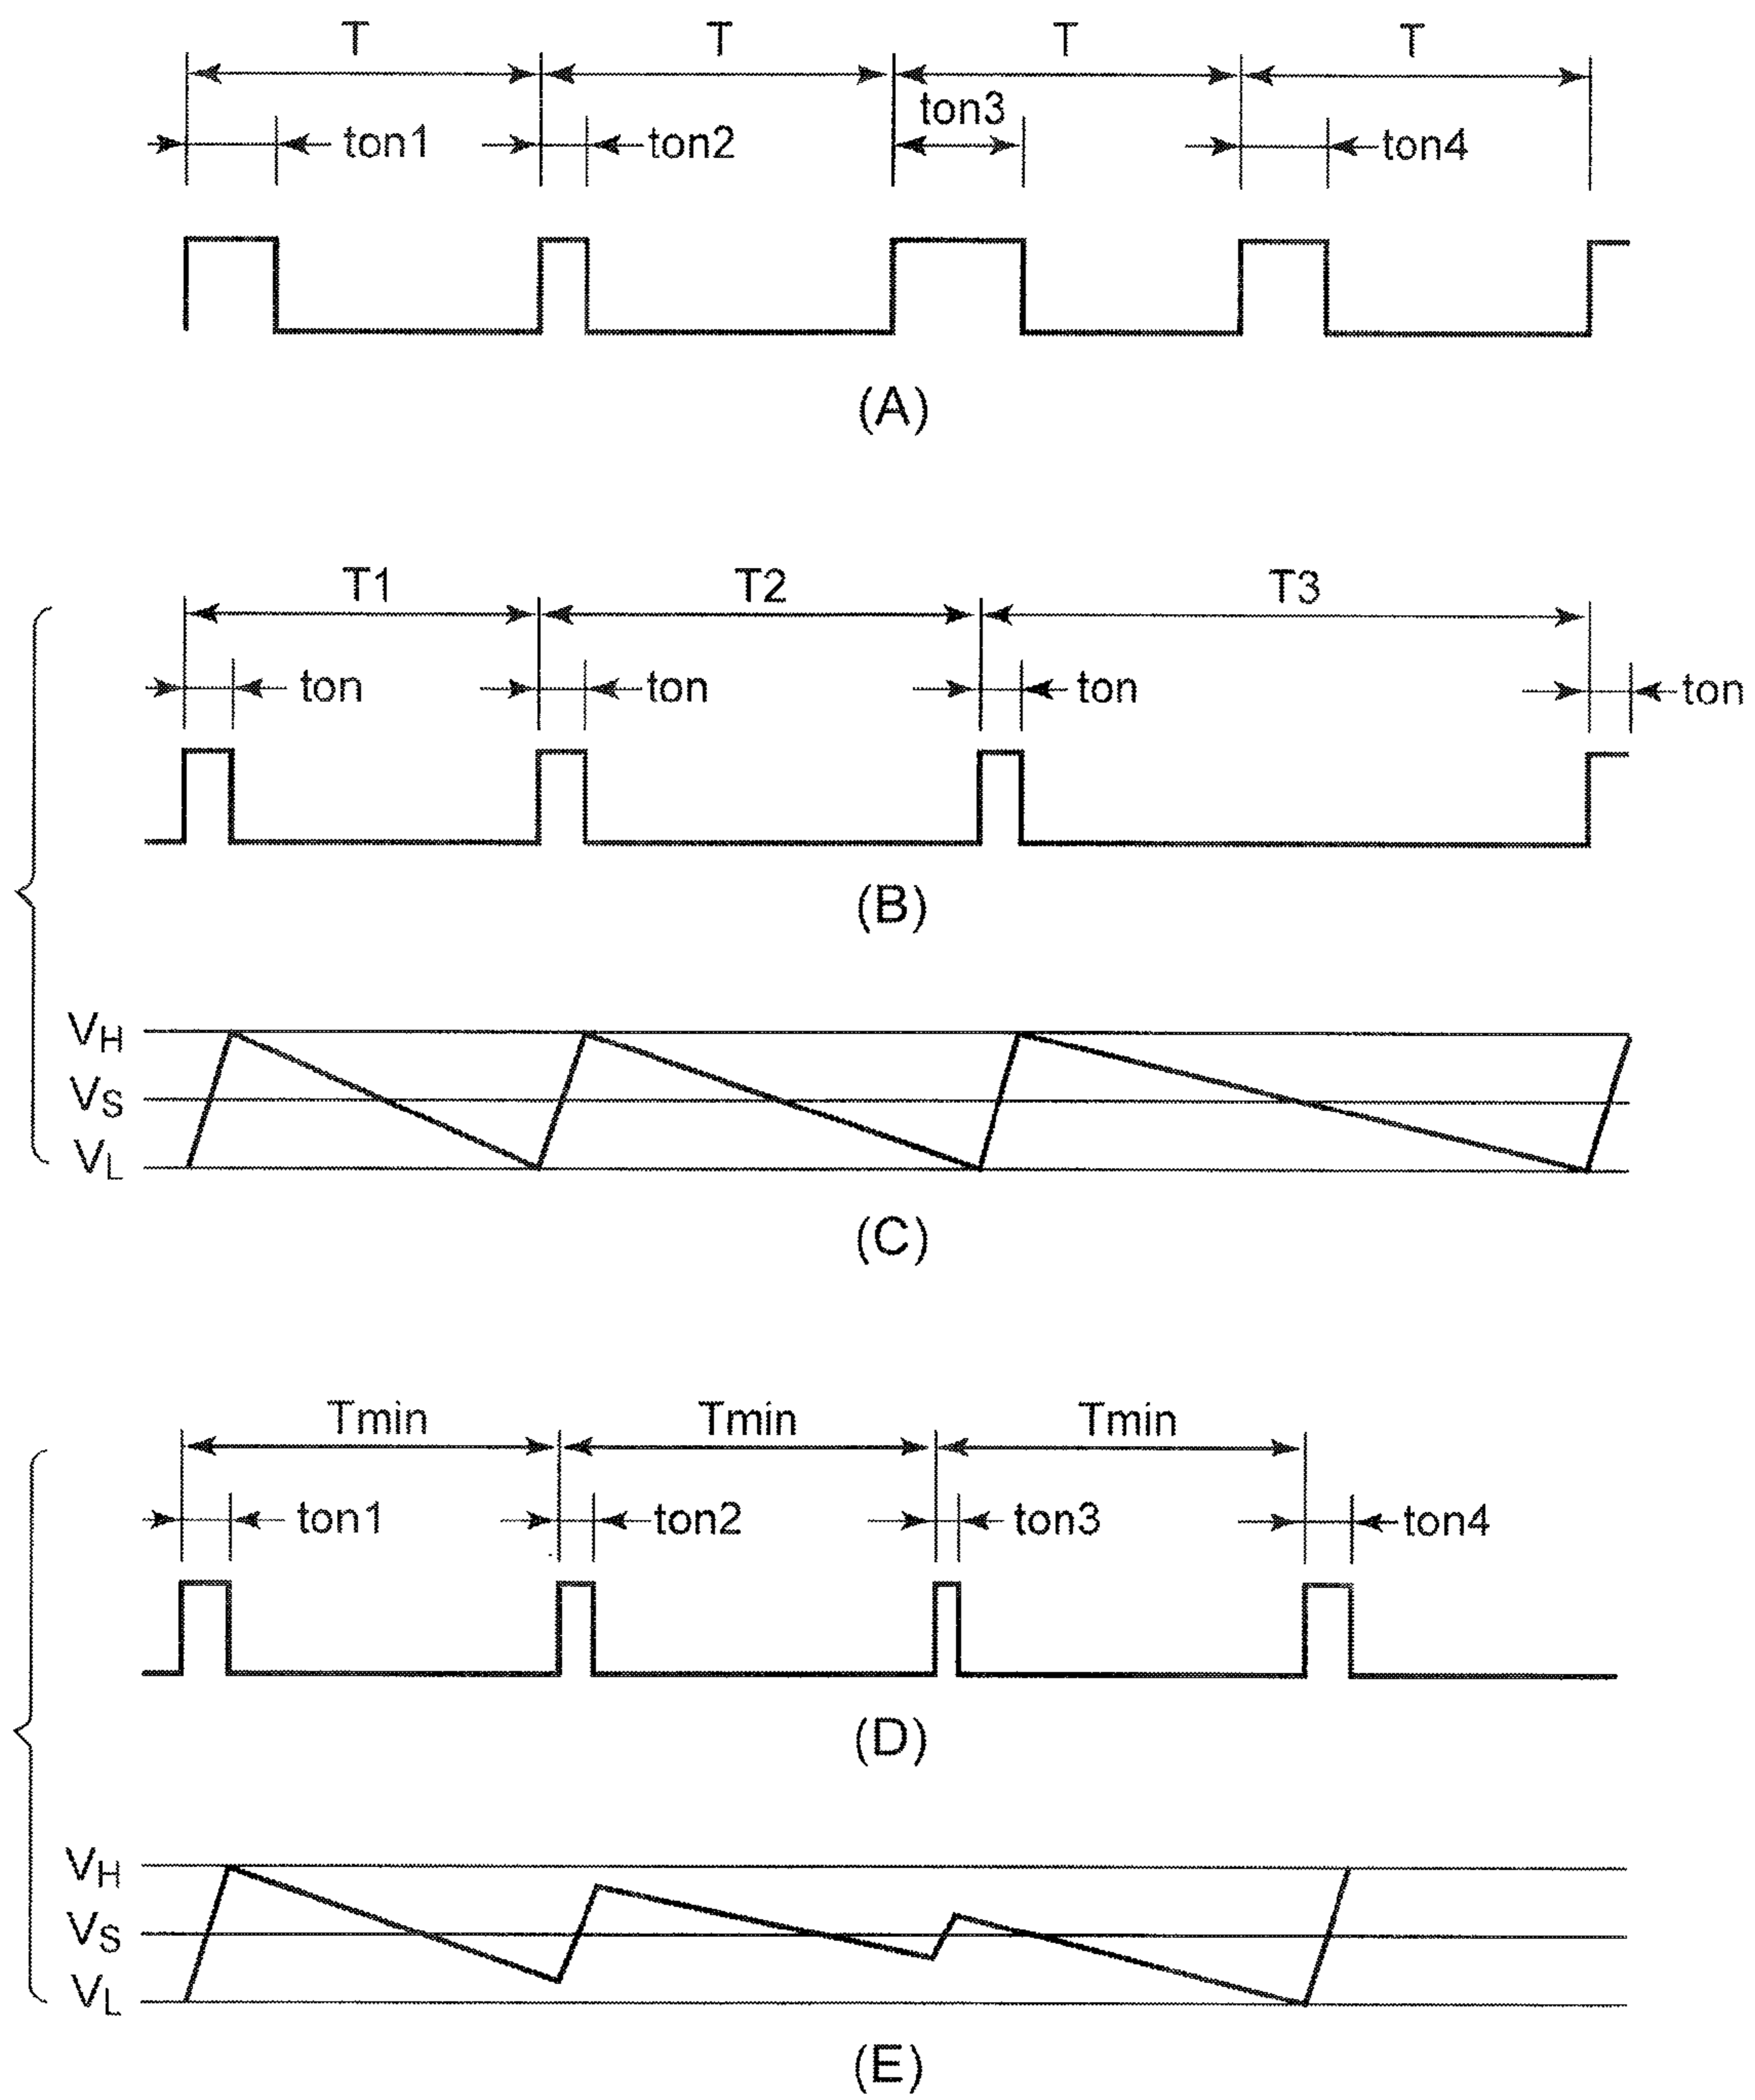 T T T T
ton1 ton2 ton3 ton4
(A)
T1 T2 T3
ton ton ton ton
(B)
VH
VS
VL
(C)
Tmin Tmin Tmin
ton1 ton2 ton3 ton4
(D)
VH
VS
VL
(E)